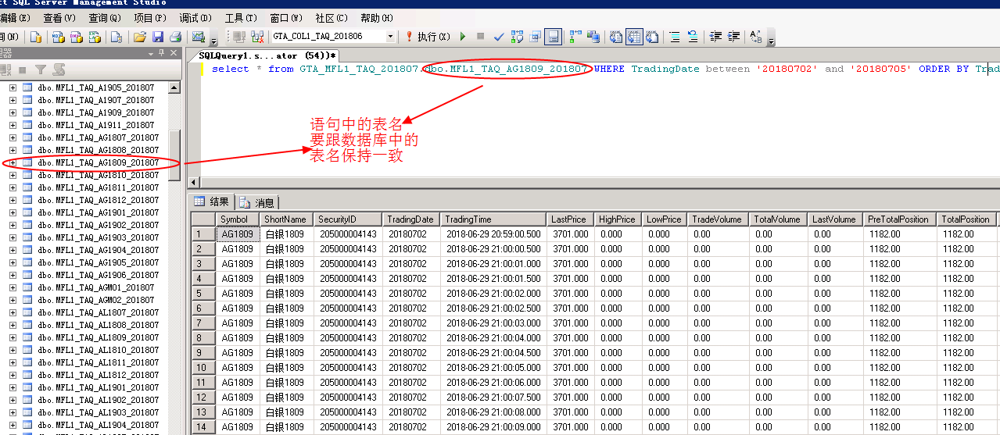 ct SQL Server Management Studio
编辑(E) 查看(V) 查询(Q) 项目(P) 调试(D) 工具(T) 窗口(W) 社区(C) 帮助(H)
间(N) GTA_COL1_TAQ_201806 执行(X)
理器
SQLQuery1.s...ator (54))*
select * from GTA_MFL1_TAQ_201807.dbo.MFL1_TAQ_AG1809_201807 WHERE TradingDate between '20180702' and '20180705' ORDER BY Trad
dbo.MFL1_TAQ_A1905_201807
dbo.MFL1_TAQ_A1907_201807
dbo.MFL1_TAQ_A1909_201807
dbo.MFL1_TAQ_A1911_201807
dbo.MFL1_TAQ_AG1807_201807
dbo.MFL1_TAQ_AG1808_201807
dbo.MFL1_TAQ_AG1809_201807
dbo.MFL1_TAQ_AG1810_201807
dbo.MFL1_TAQ_AG1811_201807
dbo.MFL1_TAQ_AG1812_201807
dbo.MFL1_TAQ_AG1901_201807
dbo.MFL1_TAQ_AG1902_201807
dbo.MFL1_TAQ_AG1903_201807
dbo.MFL1_TAQ_AG1904_201807
dbo.MFL1_TAQ_AG1905_201807
dbo.MFL1_TAQ_AG1906_201807
dbo.MFL1_TAQ_AGM01_201807
dbo.MFL1_TAQ_AGM02_201807
dbo.MFL1_TAQ_AL1807_201807
dbo.MFL1_TAQ_AL1808_201807
dbo.MFL1_TAQ_AL1809_201807
dbo.MFL1_TAQ_AL1810_201807
dbo.MFL1_TAQ_AL1811_201807
dbo.MFL1_TAQ_AL1812_201807
dbo.MFL1_TAQ_AL1901_201807
dbo.MFL1_TAQ_AL1902_201807
dbo.MFL1_TAQ_AL1903_201807
dbo.MFL1_TAQ_AL1904_201807
语句中的表名
要跟数据库中的
表名保持一致
结果 消息
Symbol ShortName SecurityID TradingDate TradingTime LastPrice HighPrice LowPrice TradeVolume TotalVolume LastVolume PreTotalPosition TotalPosition
1 AG1809 白银1809 205000004143 20180702 2018-06-29 20:59:00.500 3701.000 0.000 0.000 0.00 0.00 0.00 1182.00 1182.00
2 AG1809 白银1809 205000004143 20180702 2018-06-29 21:00:00.500 3701.000 0.000 0.000 0.00 0.00 0.00 1182.00 1182.00
3 AG1809 白银1809 205000004143 20180702 2018-06-29 21:00:01.000 3701.000 0.000 0.000 0.00 0.00 0.00 1182.00 1182.00
4 AG1809 白银1809 205000004143 20180702 2018-06-29 21:00:01.500 3701.000 0.000 0.000 0.00 0.00 0.00 1182.00 1182.00
5 AG1809 白银1809 205000004143 20180702 2018-06-29 21:00:02.000 3701.000 0.000 0.000 0.00 0.00 0.00 1182.00 1182.00
6 AG1809 白银1809 205000004143 20180702 2018-06-29 21:00:02.500 3701.000 0.000 0.000 0.00 0.00 0.00 1182.00 1182.00
7 AG1809 白银1809 205000004143 20180702 2018-06-29 21:00:03.000 3701.000 0.000 0.000 0.00 0.00 0.00 1182.00 1182.00
8 AG1809 白银1809 205000004143 20180702 2018-06-29 21:00:04.000 3701.000 0.000 0.000 0.00 0.00 0.00 1182.00 1182.00
9 AG1809 白银1809 205000004143 20180702 2018-06-29 21:00:04.500 3701.000 0.000 0.000 0.00 0.00 0.00 1182.00 1182.00
10 AG1809 白银1809 205000004143 20180702 2018-06-29 21:00:05.000 3701.000 0.000 0.000 0.00 0.00 0.00 1182.00 1182.00
11 AG1809 白银1809 205000004143 20180702 2018-06-29 21:00:06.000 3701.000 0.000 0.000 0.00 0.00 0.00 1182.00 1182.00
12 AG1809 白银1809 205000004143 20180702 2018-06-29 21:00:07.500 3701.000 0.000 0.000 0.00 0.00 0.00 1182.00 1182.00
13 AG1809 白银1809 205000004143 20180702 2018-06-29 21:00:08.000 3701.000 0.000 0.000 0.00 0.00 0.00 1182.00 1182.00
14 AG1809 白银1809 205000004143 20180702 2018-06-29 21:00:09.000 3701.000 0.000 0.000 0.00 0.00 0.00 1182.00 1182.00